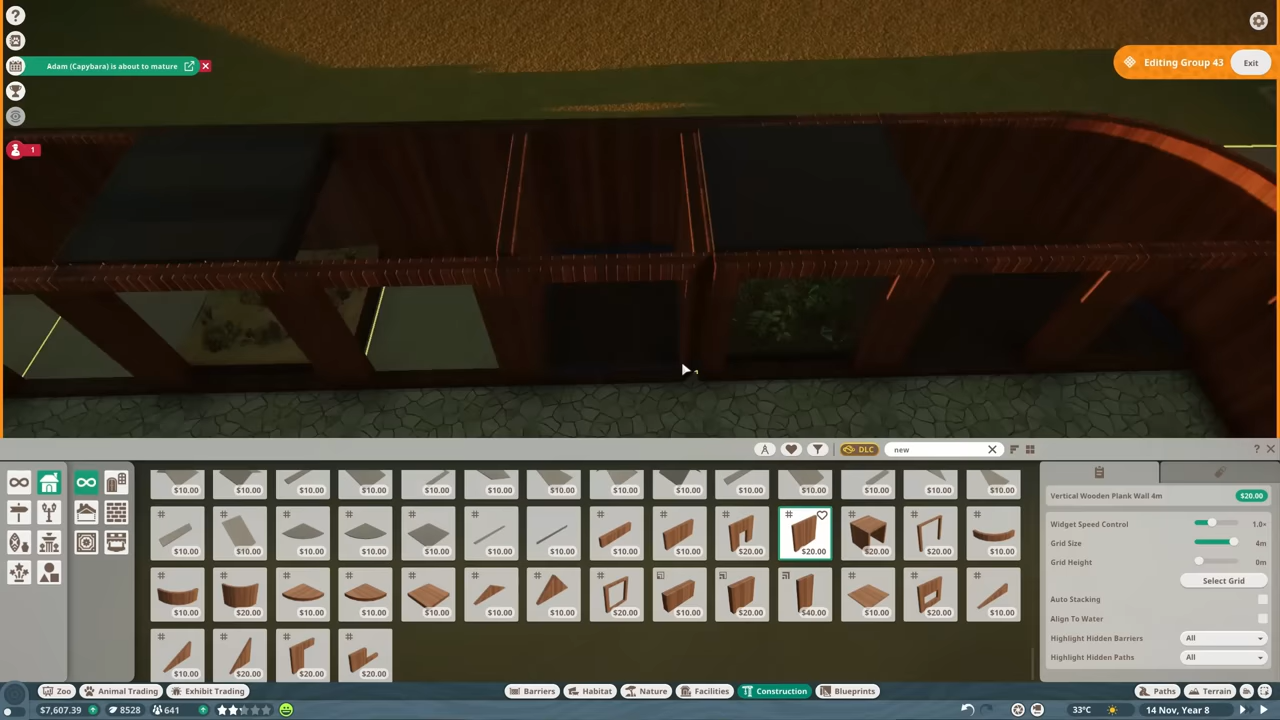 ?
Adam (Capybara) is about to mature
1
Editing Group 43
Exit
DLC
new
?
$10.00 $10.00 $10.00 $10.00 $10.00 $10.00 $10.00 $10.00 $10.00 $10.00 $10.00 $10.00 $10.00 $10.00
$10.00 $10.00 $10.00 $10.00 $10.00 $10.00 $10.00 $10.00 $10.00 $20.00 $20.00 $20.00 $20.00 $10.00
$10.00 $20.00 $10.00 $10.00 $10.00 $10.00 $10.00 $20.00 $10.00 $20.00 $40.00 $10.00 $20.00 $10.00
$10.00 $20.00 $20.00 $20.00
Vertical Wooden Plank Wall 4m $20.00
Widget Speed Control 1.0×
Grid Size 4m
Grid Height 0m
Select Grid
Auto Stacking
Align To Water
Highlight Hidden Barriers All
Highlight Hidden Paths All
Zoo Animal Trading Exhibit Trading Barriers Habitat Nature Facilities Construction Blueprints Paths Terrain
$7,607.39 8528 641 33°C 14 Nov, Year 8